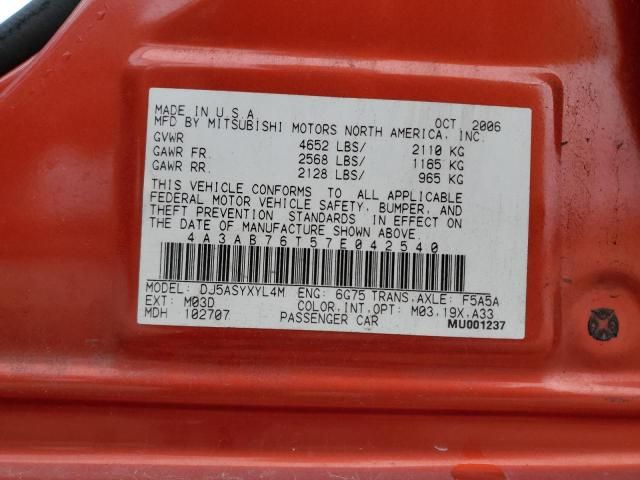 MADE IN U.S.A OCT 2006
MFD BY MITSUBISHI MOTORS NORTH AMERICA, INC.
GVWR 4652 LBS/ 2110 KG
GAWR FR. 2568 LBS/ 1165 KG
GAWR RR. 2128 LBS/ 965 KG
THIS VEHICLE CONFORMS TO ALL APPLICABLE
FEDERAL MOTOR VEHICLE SAFETY, BUMPER, AND
THEFT PREVENTION STANDARDS IN EFFECT ON
THE DATE OF MANUFACTURE SHOWN ABOVE.
4A3AB76T57E042540
MODEL: DJ5ASYXYL4M ENG: 6G75 TRANS,AXLE: F5A5A
EXT: M03D COLOR,INT,OPT: M03,19X,A33
MDH 102707 PASSENGER CAR MU001237